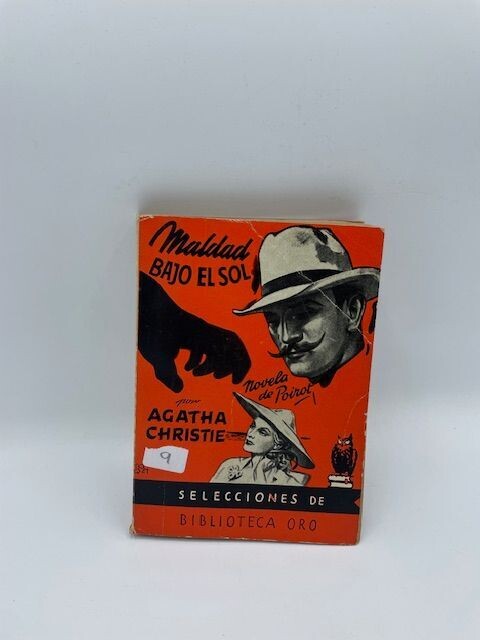 Maldad
BAJO EL SOL
Novela
de Poirot
por
AGATHA
CHRISTIE
9
SELECCIONES DE
BIBLIOTECA ORO